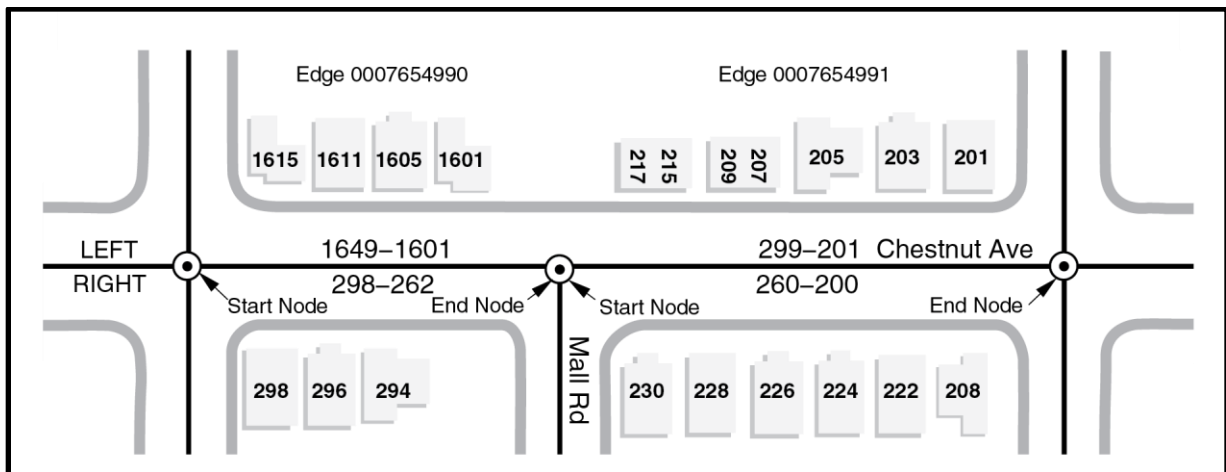 Edge 0007654990
Edge 0007654991
1615 1611 1605 1601
217 215 209 207 205 203 201
LEFT 1649–1601 299–201 Chestnut Ave
RIGHT 298–262 260–200
Start Node End Node Start Node End Node
Mall Rd
298 296 294
230 228 226 224 222 208